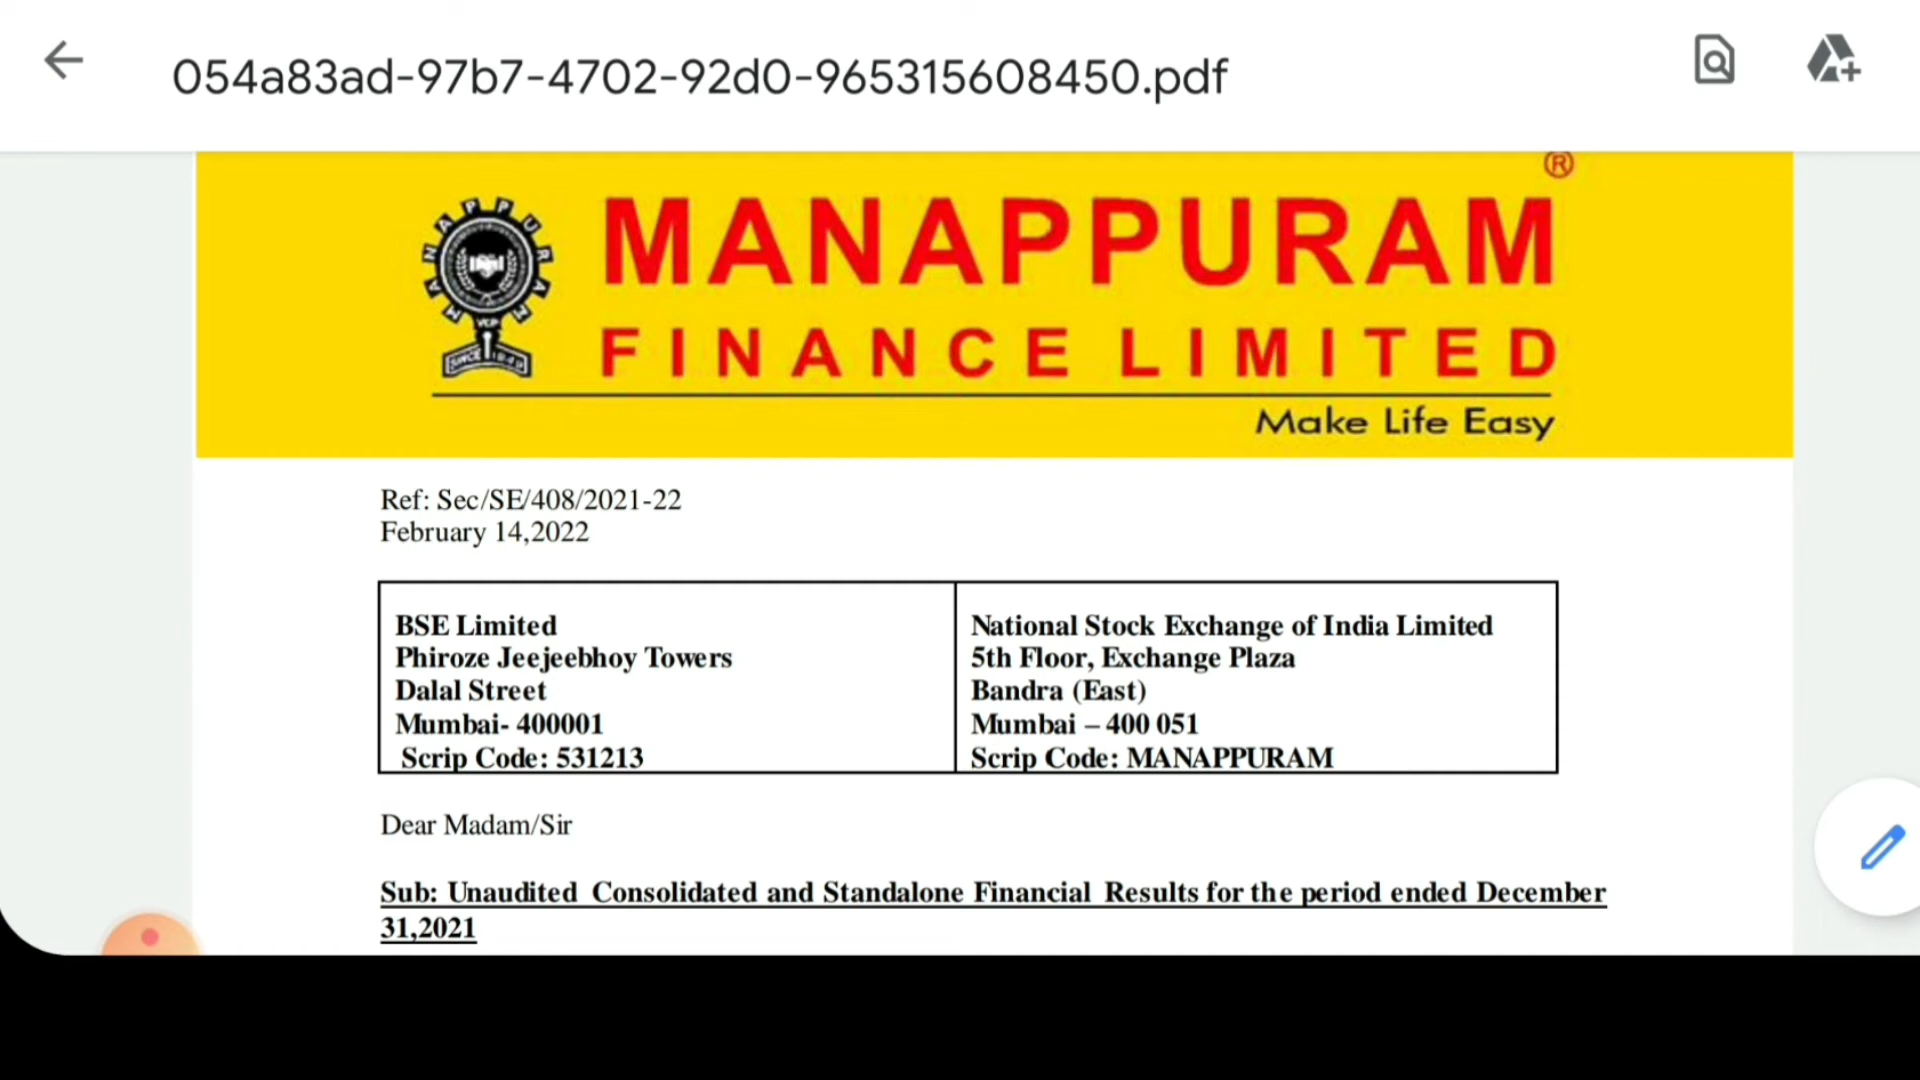 054a83ad-97b7-4702-92d0-965315608450.pdf
®
MANAPPURAM
MANAPPURAM
FINANCE LIMITED
VCP
Make Life Easy
Ref: Sec/SE/408/2021-22
February 14,2022
BSE Limited
Phiroze Jeejeebhoy Towers
Dalal Street
Mumbai- 400001
Scrip Code: 531213
National Stock Exchange of India Limited
5th Floor, Exchange Plaza
Bandra (East)
Mumbai – 400 051
Scrip Code: MANAPPURAM
Dear Madam/Sir
Sub: Unaudited Consolidated and Standalone Financial Results for the period ended December
31,2021